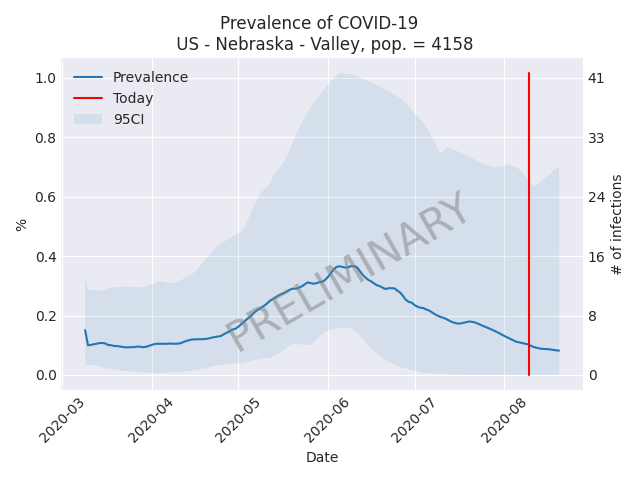 Prevalence of COVID-19
US - Nebraska - Valley, pop. = 4158
Prevalence
Today
95CI
1.0
0.8
0.6
0.4
0.2
0.0
%
41
33
24
16
8
0
# of infections
PRELIMINARY
2020-03
2020-04
2020-05
2020-06
2020-07
2020-08
Date